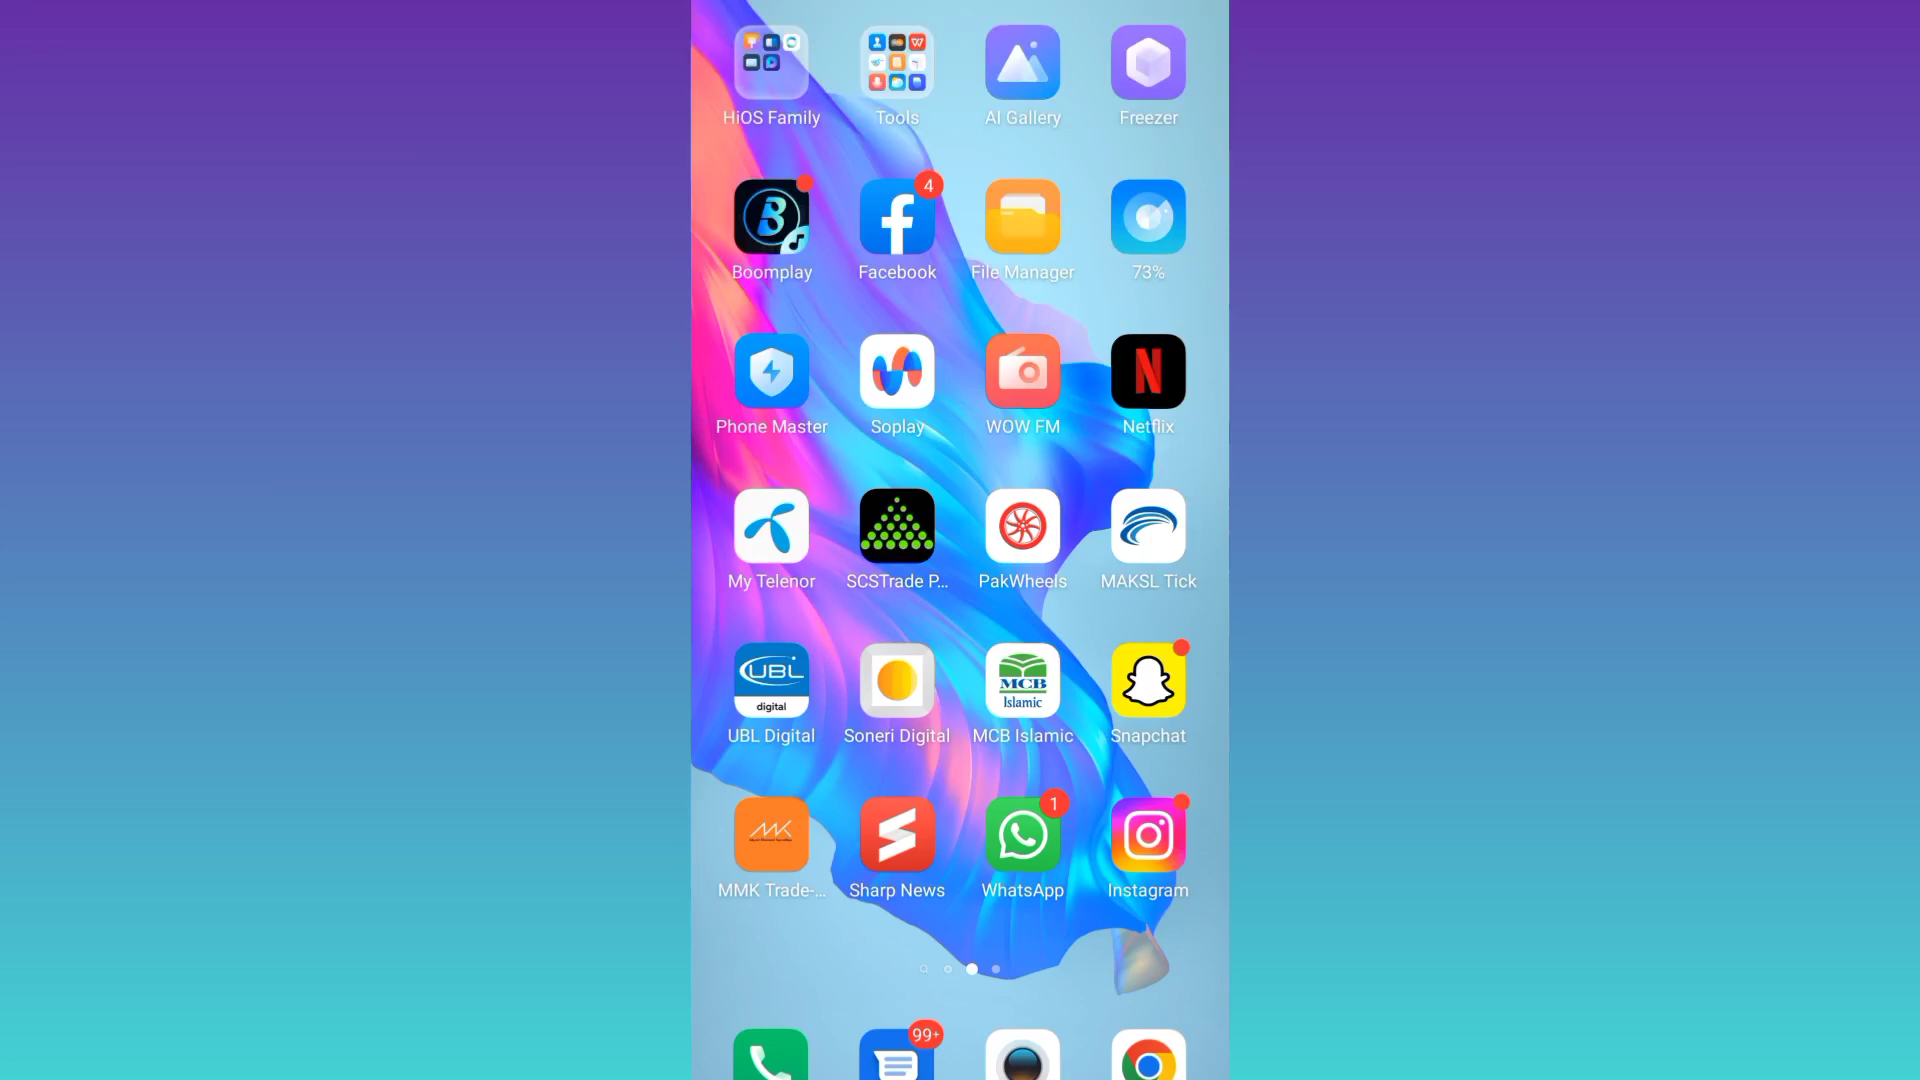 HiOS Family Tools AI Gallery Freezer
4
Boomplay Facebook File Manager 73%
Phone Master Soplay WOW FM Netflix
My Telenor SCSTrade P... PakWheels MAKSL Tick
UBL digital
MCB Islamic
UBL Digital Soneri Digital MCB Islamic Snapchat
1
MK
MMK Trade-... Sharp News WhatsApp Instagram
99+